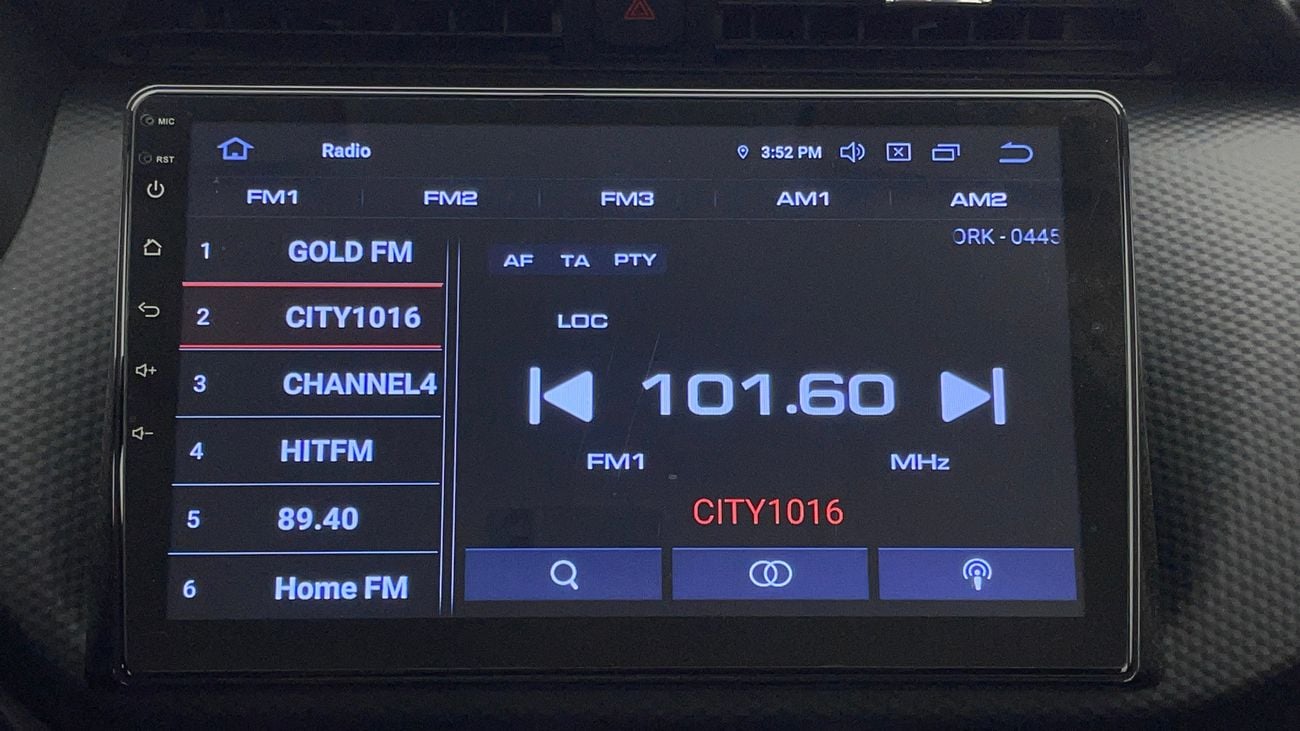 MIC
RST
Radio
3:52 PM
FM1 FM2 FM3 AM1 AM2
ORK - 0445
1 GOLD FM
2 CITY1016
3 CHANNEL4
4 HITFM
5 89.40
6 Home FM
AF TA PTY
LOC
101.60
FM1 MHz
CITY1016